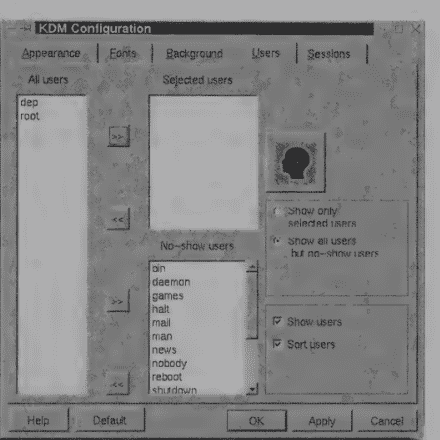 KDM Configuration
Appearance
Fonts
Background
Users
Sessions
All users
Selected users
dep
root
>>
<<
No-show users
bin
daemon
games
halt
mail
man
news
nobody
reboot
shutdown
>>
<<
Show only
selected users
Show all users
but no-show users
Show users
Sort users
Help
Default
OK
Apply
Cancel